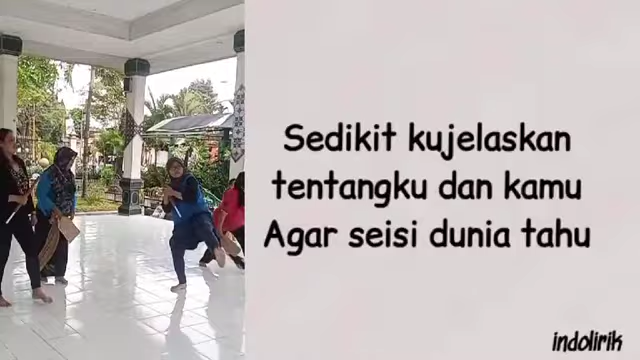 Sedikit kujelaskan
tentangku dan kamu
Agar seisi dunia tahu
indolirik